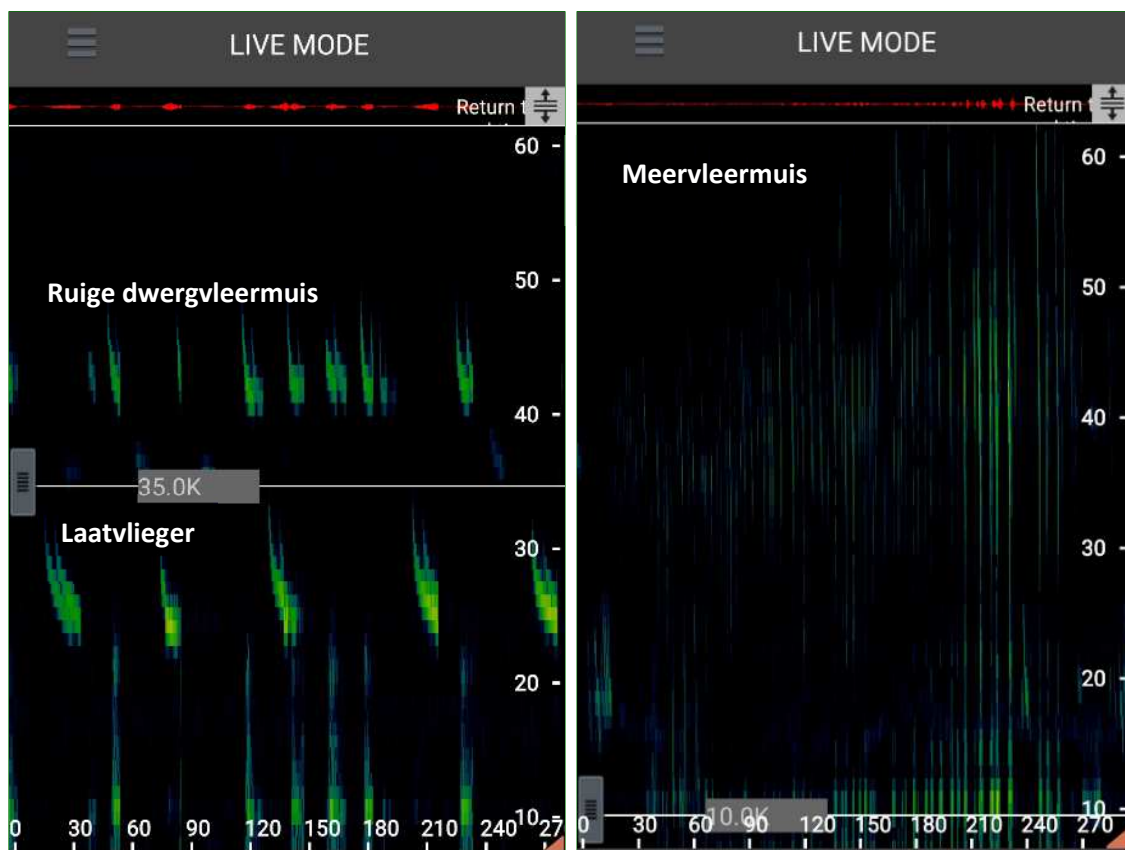 LIVE MODE
Return t
60 -
Ruige dwergvleermuis
50 -
40 -
35.0K
Laatvlieger
30 -
20 -
10 -
0 30 60 90 120 150 180 210 240 27
LIVE MODE
Return t
60 -
Meervleermuis
50 -
40 -
30 -
20 -
10 -
10.0K
0 30 60 90 120 150 180 210 240 270